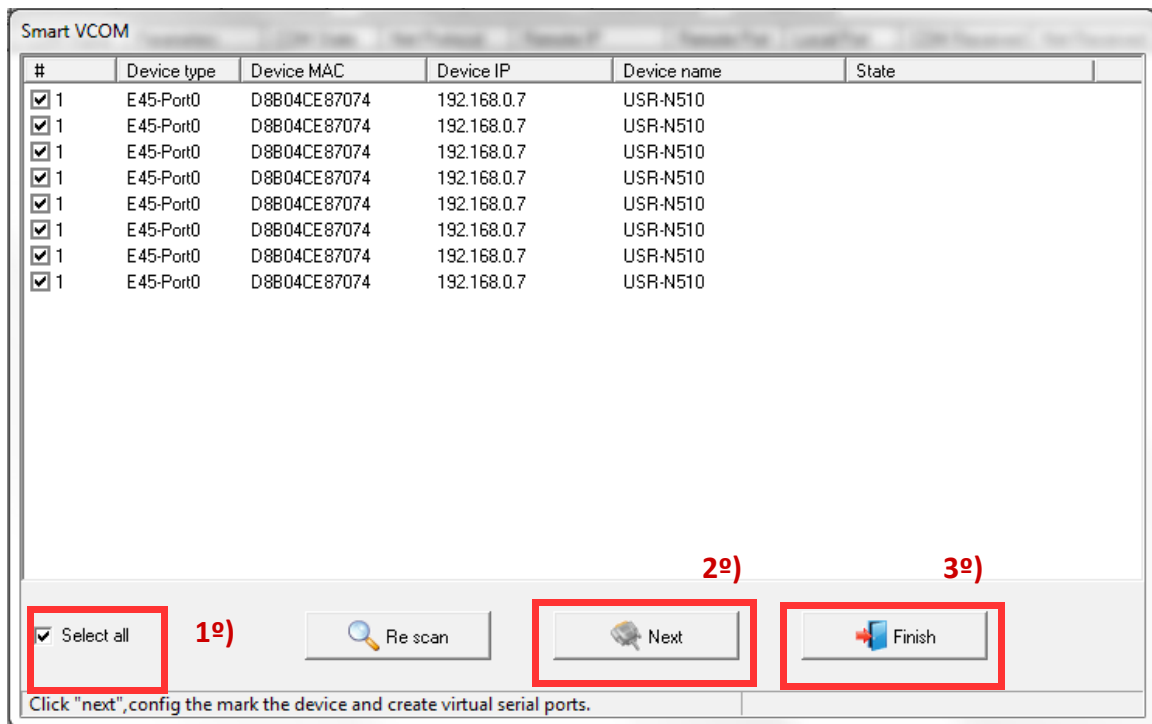 Smart VCOM
# Device type Device MAC Device IP Device name State
1 E45-Port0 D8B04CE87074 192.168.0.7 USR-N510
1 E45-Port0 D8B04CE87074 192.168.0.7 USR-N510
1 E45-Port0 D8B04CE87074 192.168.0.7 USR-N510
1 E45-Port0 D8B04CE87074 192.168.0.7 USR-N510
1 E45-Port0 D8B04CE87074 192.168.0.7 USR-N510
1 E45-Port0 D8B04CE87074 192.168.0.7 USR-N510
1 E45-Port0 D8B04CE87074 192.168.0.7 USR-N510
1 E45-Port0 D8B04CE87074 192.168.0.7 USR-N510
2º) 3º)
Select all 1º) Re scan Next Finish
Click "next",config the mark the device and create virtual serial ports.